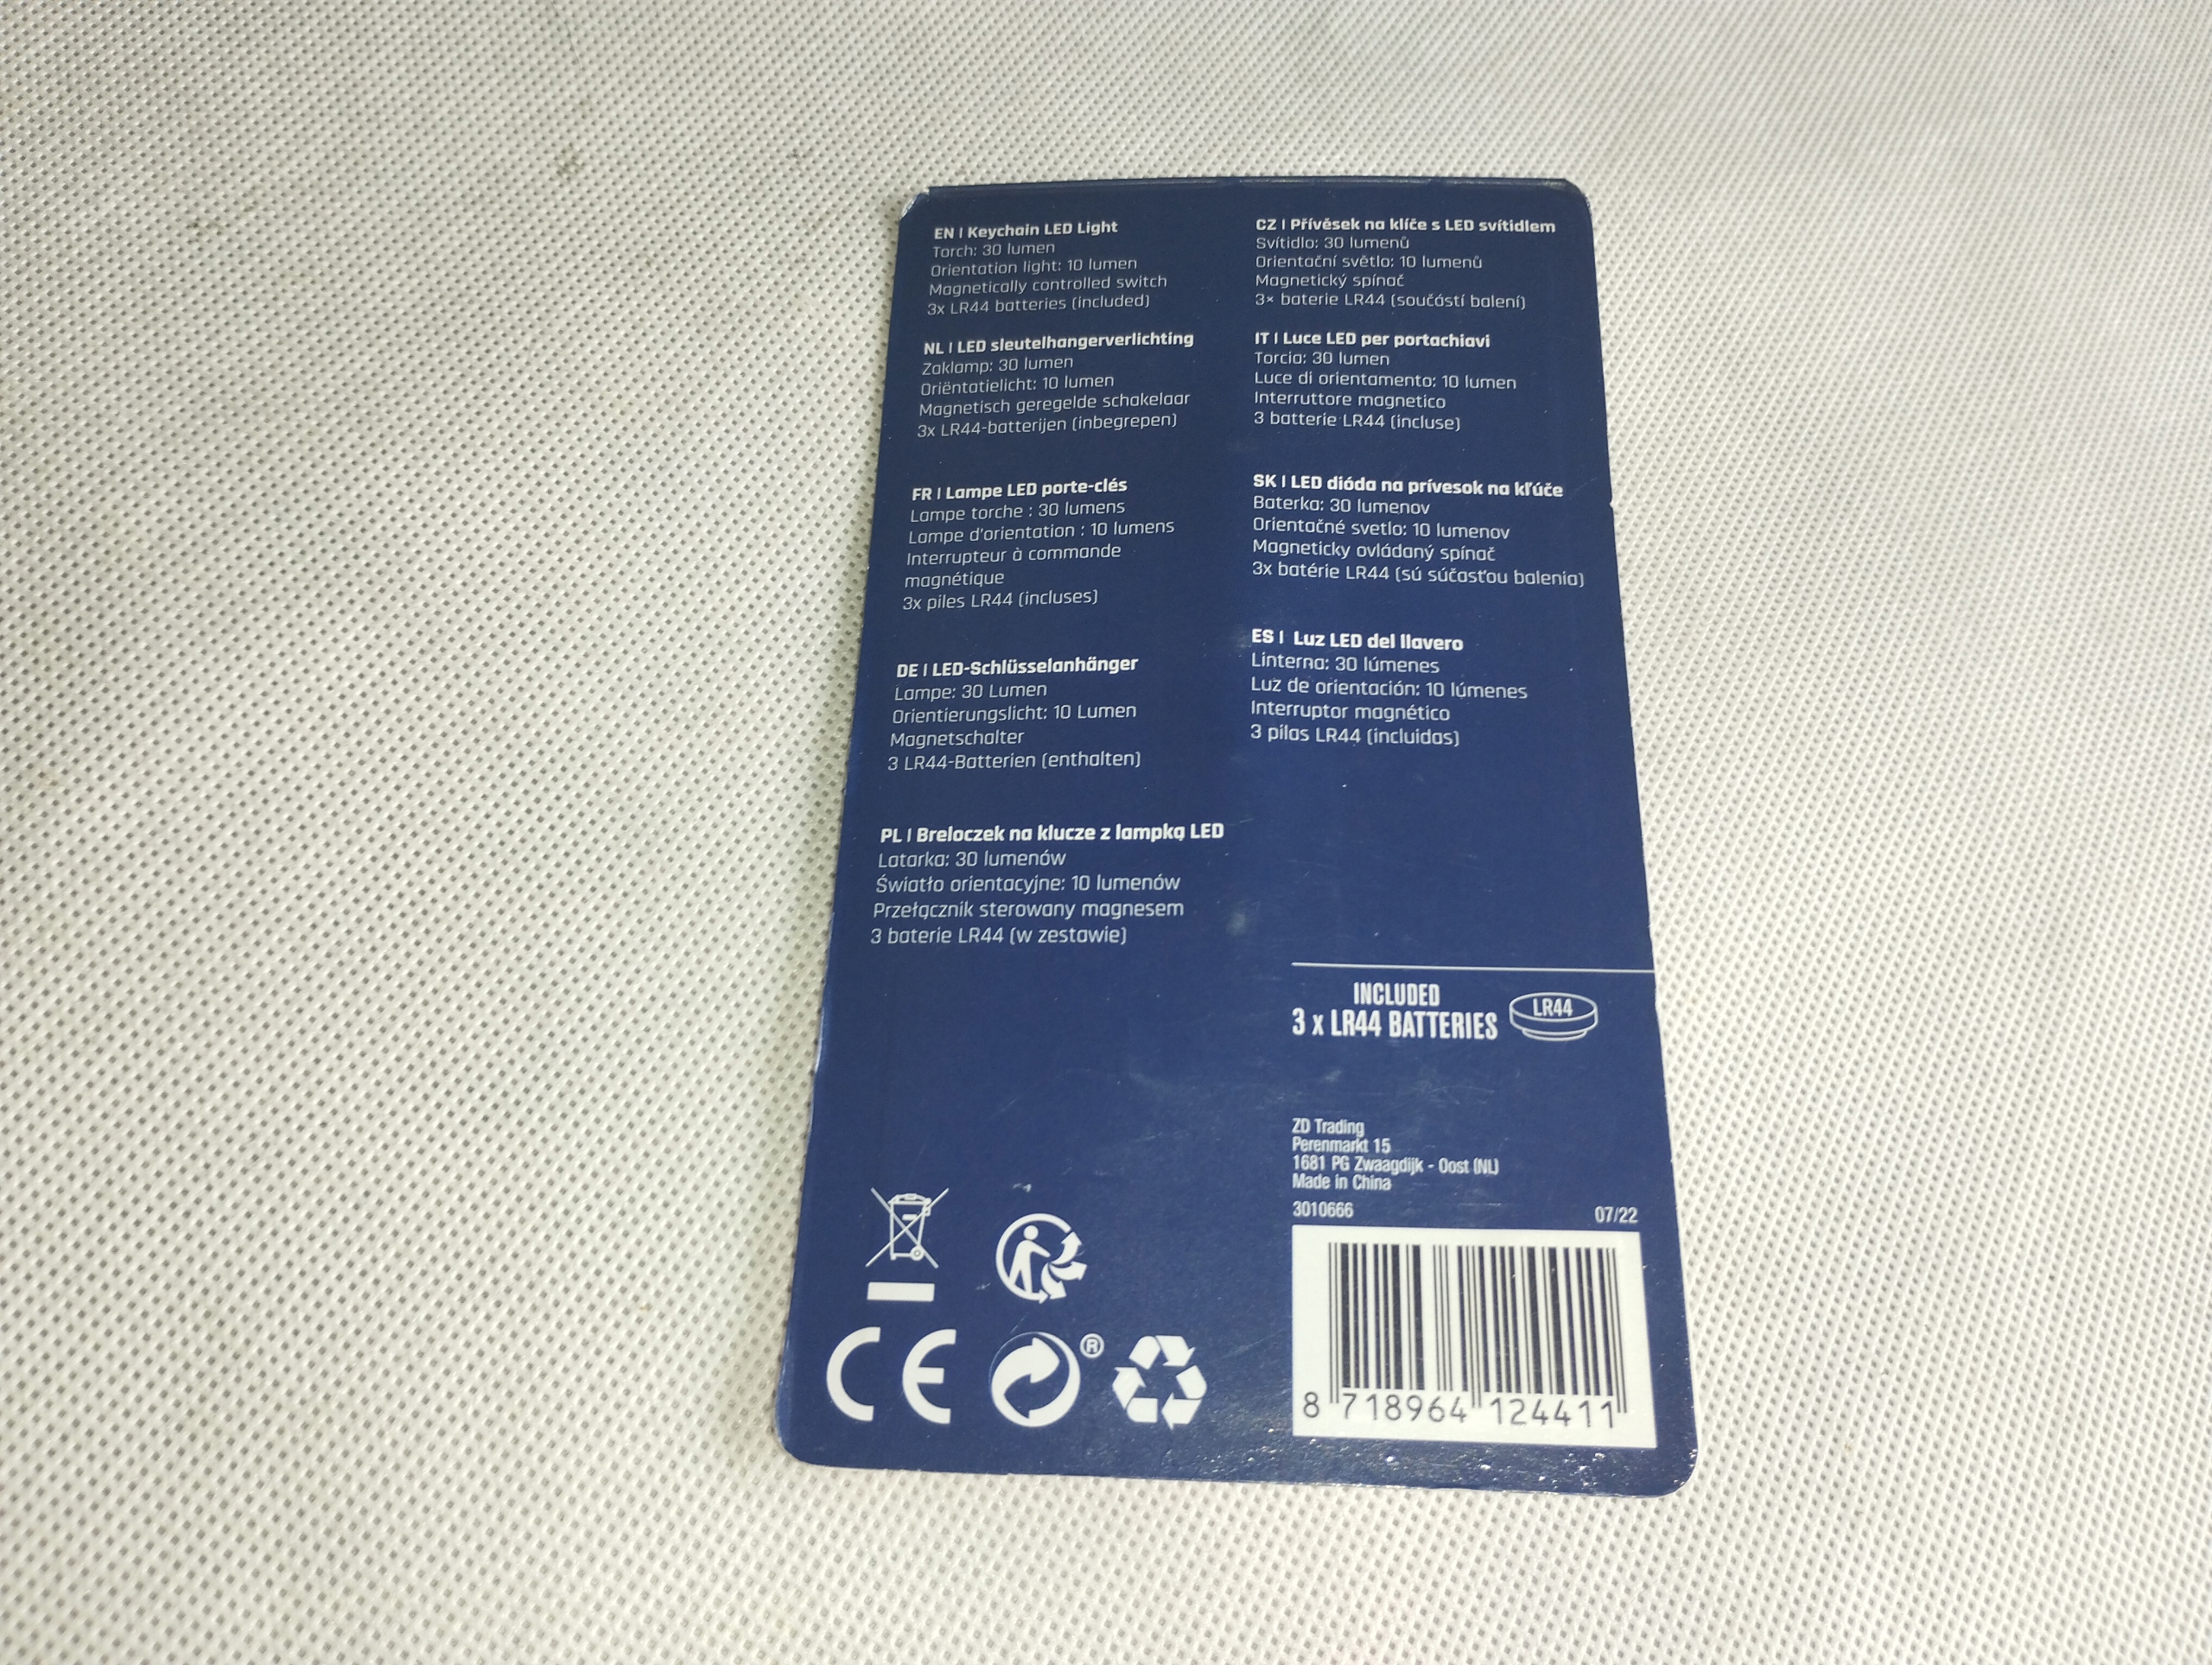 EN | Keychain LED Light
Torch: 30 lumen
Orientation light: 10 lumen
Magnetically controlled switch
3x LR44 batteries (included)
NL | LED sleutelhangerverlichting
Zaklamp: 30 lumen
Oriëntatielicht: 10 lumen
Magnetisch geregelde schakelaar
3x LR44-batterijen (inbegrepen)
FR | Lampe LED porte-clés
Lampe torche : 30 lumens
Lampe d'orientation : 10 lumens
Interrupteur à commande
magnétique
3x piles LR44 (incluses)
DE | LED-Schlüsselanhänger
Lampe: 30 Lumen
Orientierungslicht: 10 Lumen
Magnetschalter
3 LR44-Batterien (enthalten)
PL | Breloczek na klucze z lampką LED
Latarka: 30 lumenów
Światło orientacyjne: 10 lumenów
Przełącznik sterowany magnesem
3 baterie LR44 (w zestawie)
CZ | Přívěsek na klíče s LED svítidlem
Svítidlo: 30 lumenů
Orientační světlo: 10 lumenů
Magnetický spínač
3× baterie LR44 (součástí balení)
IT | Luce LED per portachiavi
Torcia: 30 lumen
Luce di orientamento: 10 lumen
Interruttore magnetico
3 batterie LR44 (incluse)
SK | LED dióda na prívesok na kľúče
Baterka: 30 lumenov
Orientačné svetlo: 10 lumenov
Magneticky ovládaný spínač
3x batérie LR44 (sú súčasťou balenia)
ES | Luz LED del llavero
Linterna: 30 lúmenes
Luz de orientación: 10 lúmenes
Interruptor magnético
3 pilas LR44 (incluidas)
INCLUDED
3 x LR44 BATTERIES
LR44
ZD Trading
Perenmarkt 15
1681 PG Zwaagdijk - Oost (NL)
Made in China
3010666 07/22
CE ®
8 718964 124411